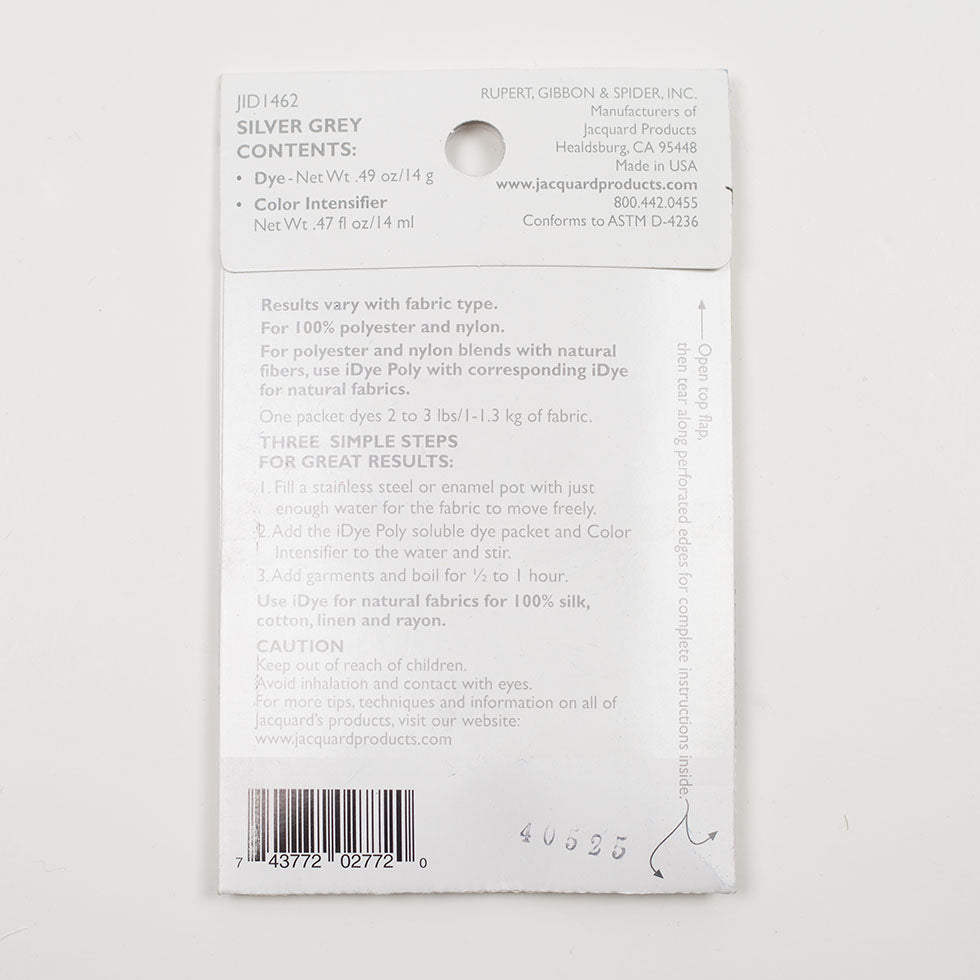 JID1462
SILVER GREY
CONTENTS:
• Dye - Net Wt .49 oz/14 g
• Color Intensifier
Net Wt .47 fl oz/14 ml
RUPERT, GIBBON & SPIDER, INC.
Manufacturers of
Jacquard Products
Healdsburg, CA 95448
Made in USA
www.jacquardproducts.com
800.442.0455
Conforms to ASTM D-4236
Results vary with fabric type.
For 100% polyester and nylon.
For polyester and nylon blends with natural
fibers, use iDye Poly with corresponding iDye
for natural fabrics.
One packet dyes 2 to 3 lbs/1-1.3 kg of fabric.
THREE SIMPLE STEPS
FOR GREAT RESULTS:
1. Fill a stainless steel or enamel pot with just
enough water for the fabric to move freely.
2. Add the iDye Poly soluble dye packet and Color
Intensifier to the water and stir.
3. Add garments and boil for ½ to 1 hour.
Use iDye for natural fabrics for 100% silk,
cotton, linen and rayon.
CAUTION
Keep out of reach of children.
Avoid inhalation and contact with eyes.
For more tips, techniques and information on all of
Jacquard's products, visit our website:
www.jacquardproducts.com
Open top flap,
then tear along perforated edges for complete instructions inside.
7 43772 02772 0
40525